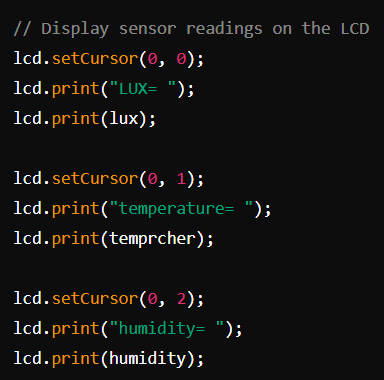 // Display sensor readings on the LCD
lcd.setCursor(0, 0);
lcd.print("LUX= ");
lcd.print(lux);
lcd.setCursor(0, 1);
lcd.print("temperature= ");
lcd.print(temprcher);
lcd.setCursor(0, 2);
lcd.print("humidity= ");
lcd.print(humidity);